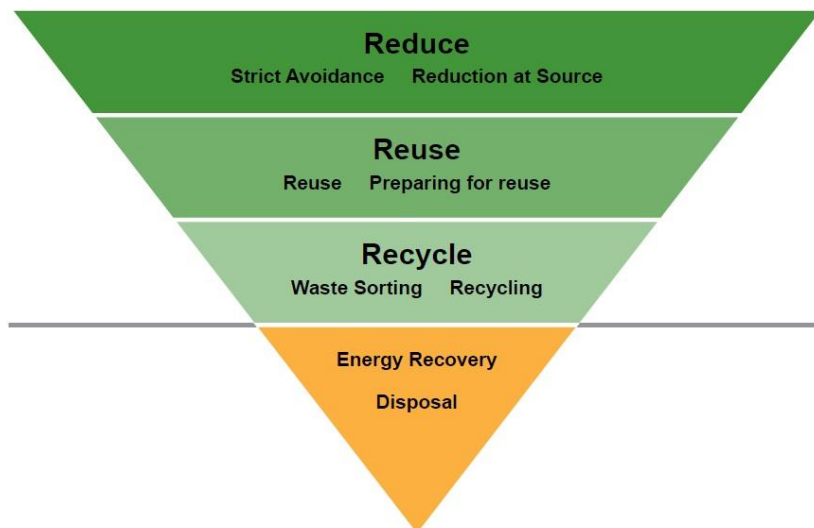 Reduce
Strict Avoidance Reduction at Source
Reuse
Reuse Preparing for reuse
Recycle
Waste Sorting Recycling
Energy Recovery
Disposal